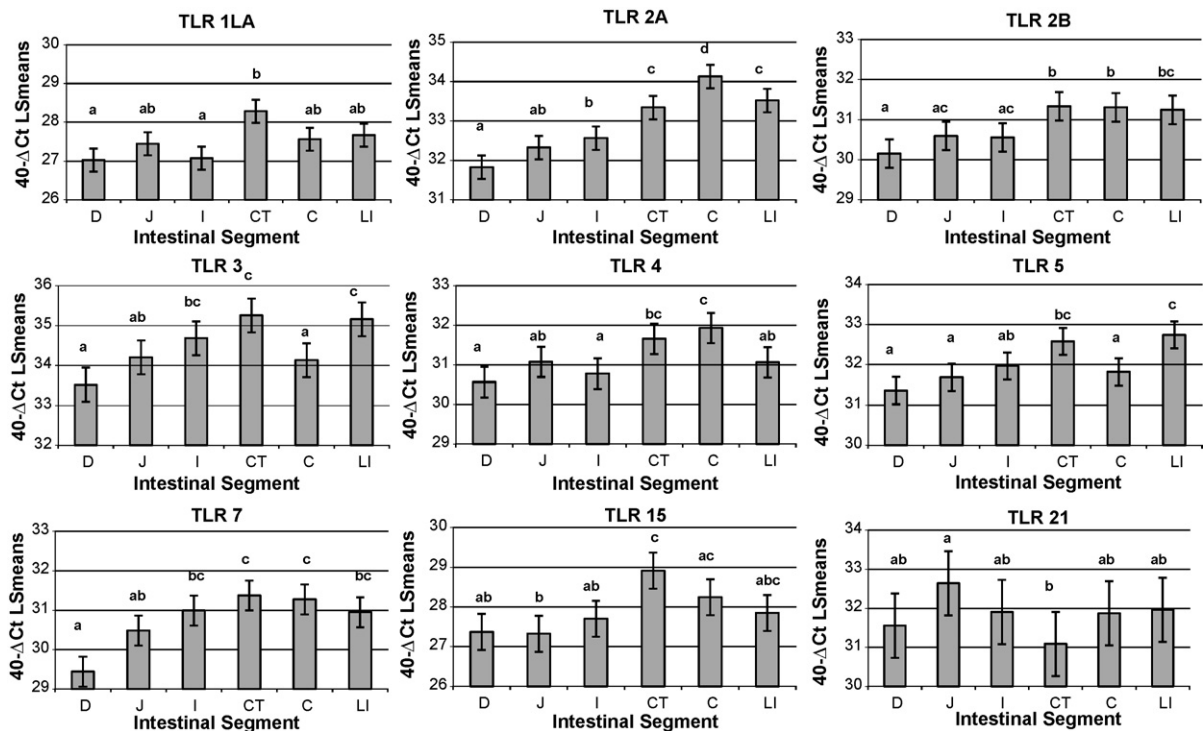 TLR 1LA
40-ΔCt LSmeans
30
29
28
27
26
a
ab
a
b
ab
ab
D J I CT C LI
Intestinal Segment
TLR 2A
40-ΔCt LSmeans
35
34
33
32
31
30
a
ab
b
c
d
c
D J I CT C LI
Intestinal Segment
TLR 2B
40-ΔCt LSmeans
33
32
31
30
29
a
ac
ac
b
b
bc
D J I CT C LI
Intestinal Segment
TLR 3
40-ΔCt LSmeans
36
35
34
33
32
a
ab
bc
c
a
c
D J I CT C LI
Intestinal Segment
TLR 4
40-ΔCt LSmeans
33
32
31
30
29
a
ab
a
bc
c
ab
D J I CT C LI
Intestinal Segment
TLR 5
40-ΔCt LSmeans
34
33
32
31
30
a
a
ab
bc
a
c
D J I CT C LI
Intestinal Segment
TLR 7
40-ΔCt LSmeans
33
32
31
30
29
a
ab
bc
c
c
bc
D J I CT C LI
Intestinal Segment
TLR 15
40-ΔCt LSmeans
30
29
28
27
26
ab
b
ab
c
ac
abc
D J I CT C LI
Intestinal Segment
TLR 21
40-ΔCt LSmeans
34
33
32
31
30
ab
a
ab
b
ab
ab
D J I CT C LI
Intestinal Segment